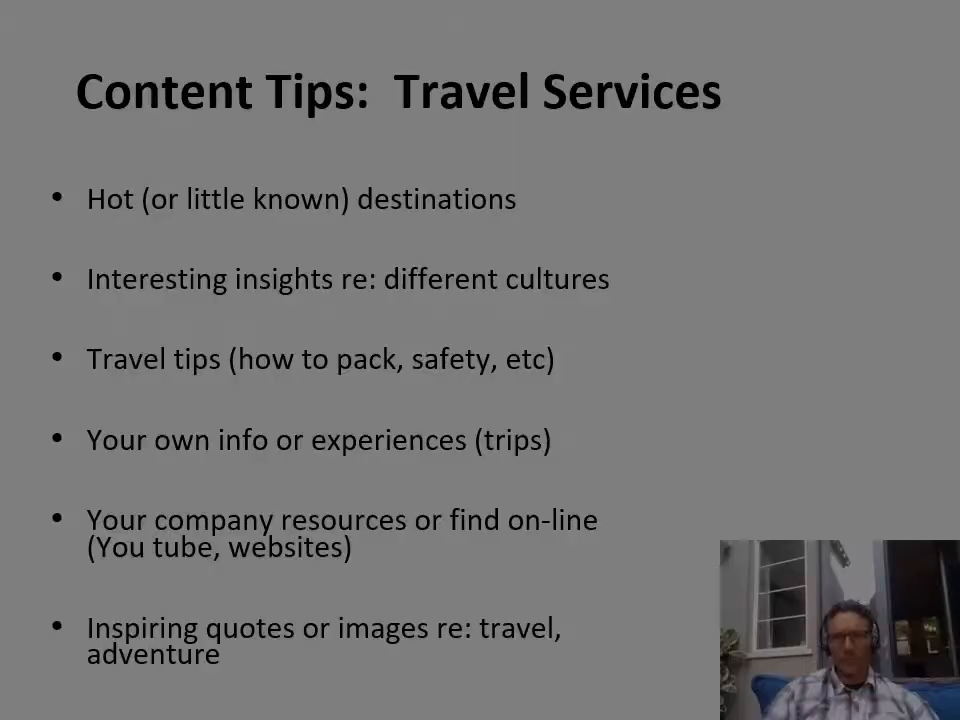 Content Tips:  Travel Services
• Hot (or little known) destinations
• Interesting insights re: different cultures
• Travel tips (how to pack, safety, etc)
• Your own info or experiences (trips)
• Your company resources or find on-line
(You tube, websites)
• Inspiring quotes or images re: travel,
adventure